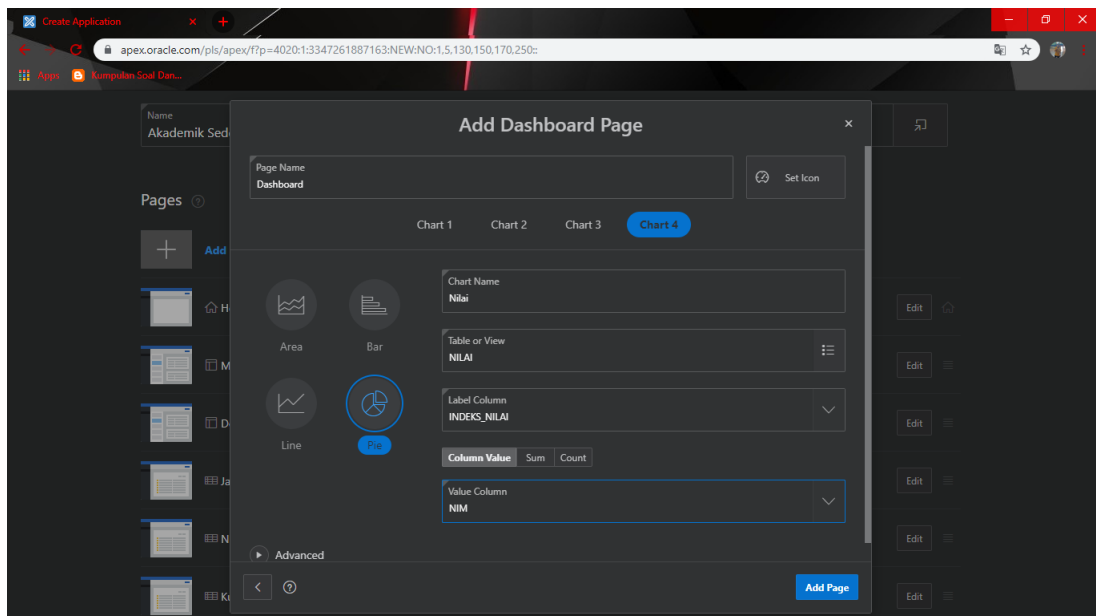 Create Application
apex.oracle.com/pls/apex/f?p=4020:1:3347261887163:NEW:NO:1,5,130,150,170,250::
Apps Kumpulan Soal Dan...
Name
Akademik Sed
Add Dashboard Page
Page Name
Dashboard
Set Icon
Pages
Chart 1 Chart 2 Chart 3 Chart 4
Add
Chart Name
Nilai
H Edit
Area Bar
Table or View
NILAI
M Edit
Label Column
INDEKS_NILAI
D Edit
Line Pie
Column Value Sum Count
Ja Edit
Value Column
NIM
N Edit
Advanced
Add Page
Ku Edit